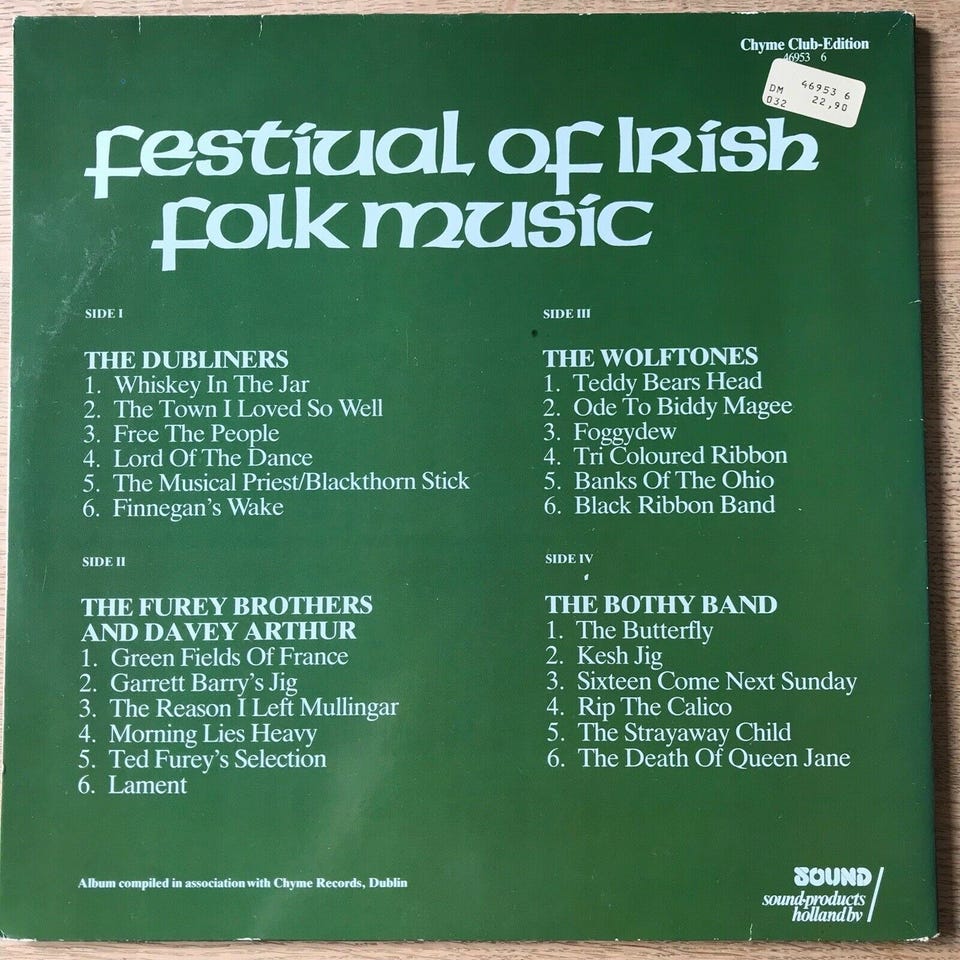 Chyme Club-Edition
46953 6
46953 6
DM 22,90
032
Festival of Irish
Folk Music
SIDE I
THE DUBLINERS
1. Whiskey In The Jar
2. The Town I Loved So Well
3. Free The People
4. Lord Of The Dance
5. The Musical Priest/Blackthorn Stick
6. Finnegan's Wake
SIDE II
THE FUREY BROTHERS
AND DAVEY ARTHUR
1. Green Fields Of France
2. Garrett Barry's Jig
3. The Reason I Left Mullingar
4. Morning Lies Heavy
5. Ted Furey's Selection
6. Lament
SIDE III
THE WOLFTONES
1. Teddy Bears Head
2. Ode To Biddy Magee
3. Foggydew
4. Tri Coloured Ribbon
5. Banks Of The Ohio
6. Black Ribbon Band
SIDE IV
THE BOTHY BAND
1. The Butterfly
2. Kesh Jig
3. Sixteen Come Next Sunday
4. Rip The Calico
5. The Strayaway Child
6. The Death Of Queen Jane
Album compiled in association with Chyme Records, Dublin
SOUND
sound-products
holland bv